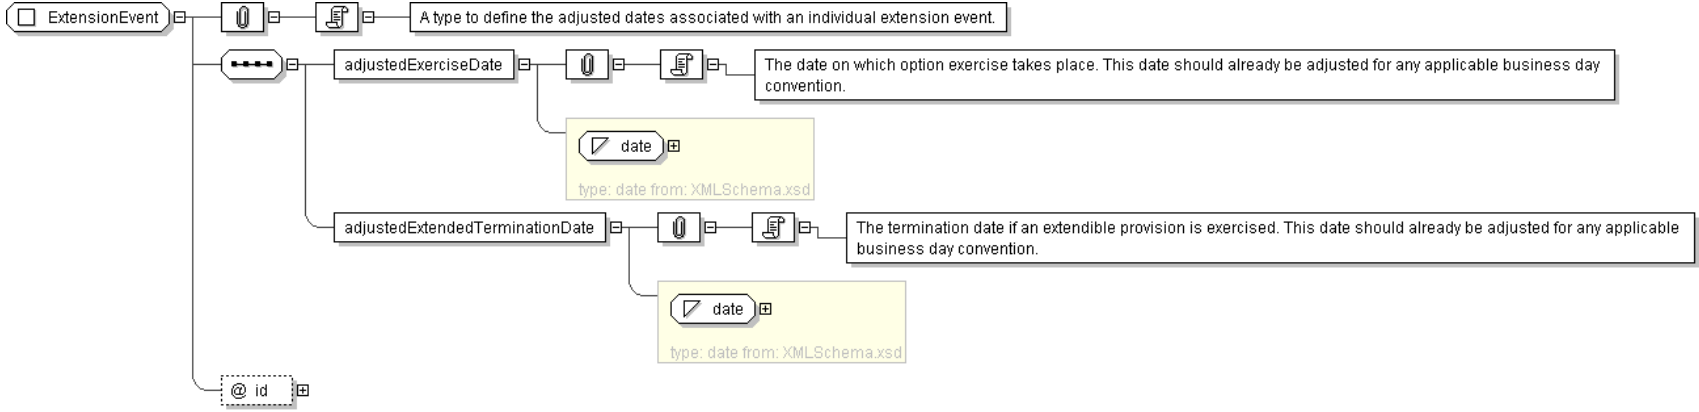 ExtensionEvent
A type to define the adjusted dates associated with an individual extension event.
adjustedExerciseDate
The date on which option exercise takes place. This date should already be adjusted for any applicable business day
convention.
date
type: date from: XMLSchema.xsd
adjustedExtendedTerminationDate
The termination date if an extendible provision is exercised. This date should already be adjusted for any applicable
business day convention.
date
type: date from: XMLSchema.xsd
@ id